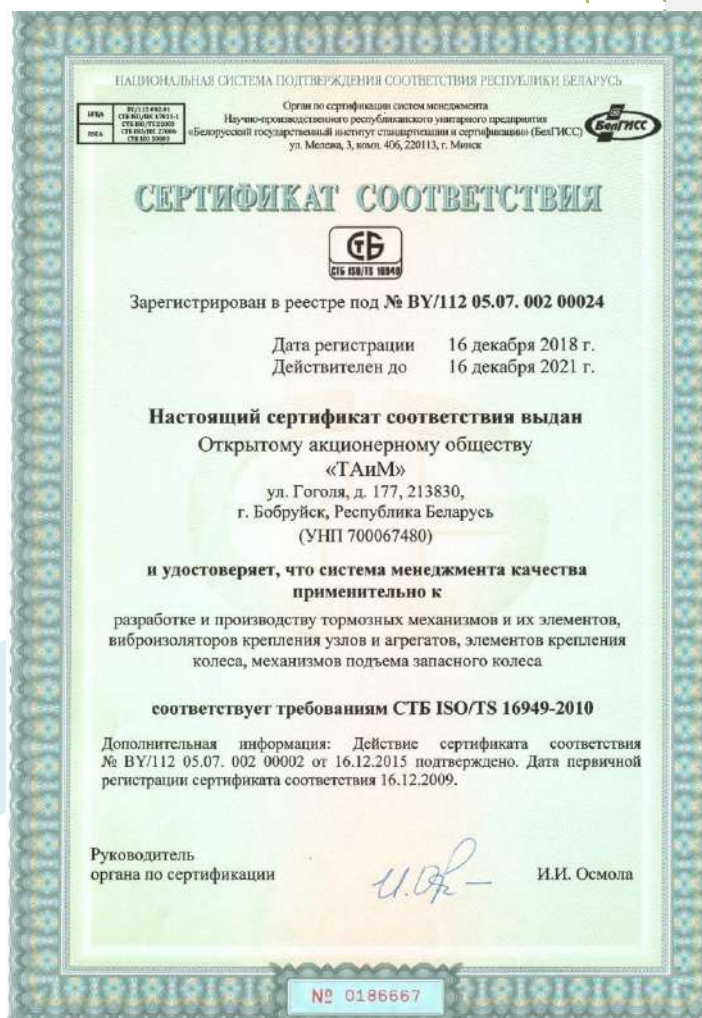 НАЦИОНАЛЬНАЯ СИСТЕМА ПОДТВЕРЖДЕНИЯ СООТВЕТСТВИЯ РЕСПУБЛИКИ БЕЛАРУСЬ
Орган по сертификации систем менеджмента
Научно-производственного республиканского унитарного предприятия
«Белорусский государственный институт стандартизации и сертификации» (БелГИСС)
ул. Мележа, 3, комн. 406, 220113, г. Минск
БелГИСС
СЕРТИФИКАТ СООТВЕТСТВИЯ
СТБ
СТБ ISO/TS 16949
Зарегистрирован в реестре под № BY/112 05.07. 002 00024
Дата регистрации 16 декабря 2018 г.
Действителен до 16 декабря 2021 г.
Настоящий сертификат соответствия выдан
Открытому акционерному обществу
«ТАиМ»
ул. Гоголя, д. 177, 213830,
г. Бобруйск, Республика Беларусь
(УНП 700067480)
и удостоверяет, что система менеджмента качества
применительно к
разработке и производству тормозных механизмов и их элементов,
виброизоляторов крепления узлов и агрегатов, элементов крепления
колеса, механизмов подъема запасного колеса
соответствует требованиям СТБ ISO/TS 16949-2010
Дополнительная информация: Действие сертификата соответствия
№ BY/112 05.07. 002 00002 от 16.12.2015 подтверждено. Дата первичной
регистрации сертификата соответствия 16.12.2009.
Руководитель
органа по сертификации
И.И. Осмола
№ 0186667